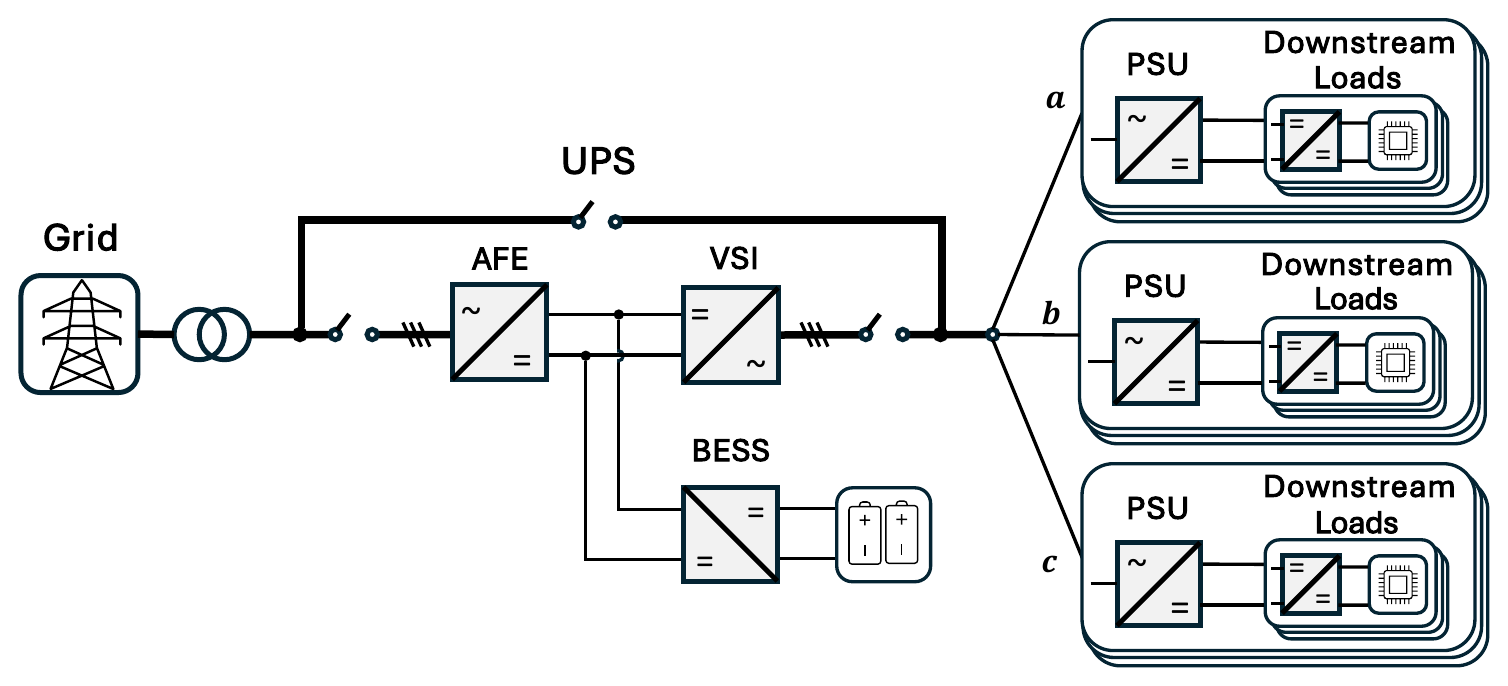 Grid
UPS
AFE
~
=
VSI
=
~
BESS
=
=
+
+
a
PSU
Downstream
Loads
~
=
=
=
b
PSU
Downstream
Loads
~
=
=
=
c
PSU
Downstream
Loads
~
=
=
=